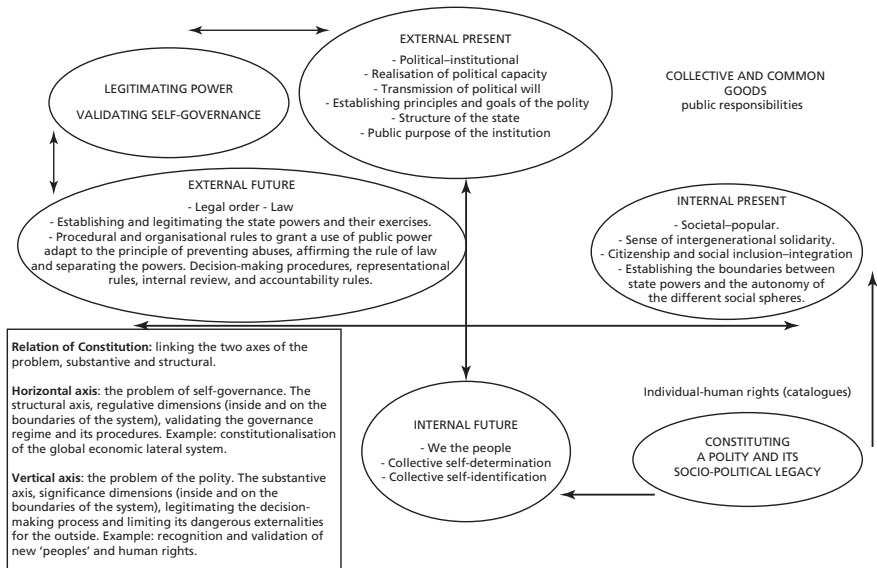 EXTERNAL PRESENT
- Political–institutional
- Realisation of political capacity
- Transmission of political will
- Establishing principles and goals of the polity
- Structure of the state
- Public purpose of the institution
LEGITIMATING POWER
VALIDATING SELF-GOVERNANCE
COLLECTIVE AND COMMON
GOODS
public responsibilities
EXTERNAL FUTURE
- Legal order - Law
- Establishing and legitimating the state powers and their exercises.
- Procedural and organisational rules to grant a use of public power
adapt to the principle of preventing abuses, affirming the rule of law
and separating the powers. Decision-making procedures, representational
rules, internal review, and accountability rules.
INTERNAL PRESENT
- Societal–popular.
- Sense of intergenerational solidarity.
- Citizenship and social inclusion–integration
- Establishing the boundaries between
state powers and the autonomy of
the different social spheres.
Relation of Constitution: linking the two axes of the
problem, substantive and structural.
Horizontal axis: the problem of self-governance. The
structural axis, regulative dimensions (inside and on the
boundaries of the system), validating the governance
regime and its procedures. Example: constitutionalisation
of the global economic lateral system.
Vertical axis: the problem of the polity. The substantive
axis, significance dimensions (inside and on the
boundaries of the system), legitimating the decision-
making process and limiting its dangerous externalities
for the outside. Example: recognition and validation of
new 'peoples' and human rights.
INTERNAL FUTURE
- We the people
- Collective self-determination
- Collective self-identification
Individual-human rights (catalogues)
CONSTITUTING
A POLITY AND ITS
SOCIO-POLITICAL LEGACY